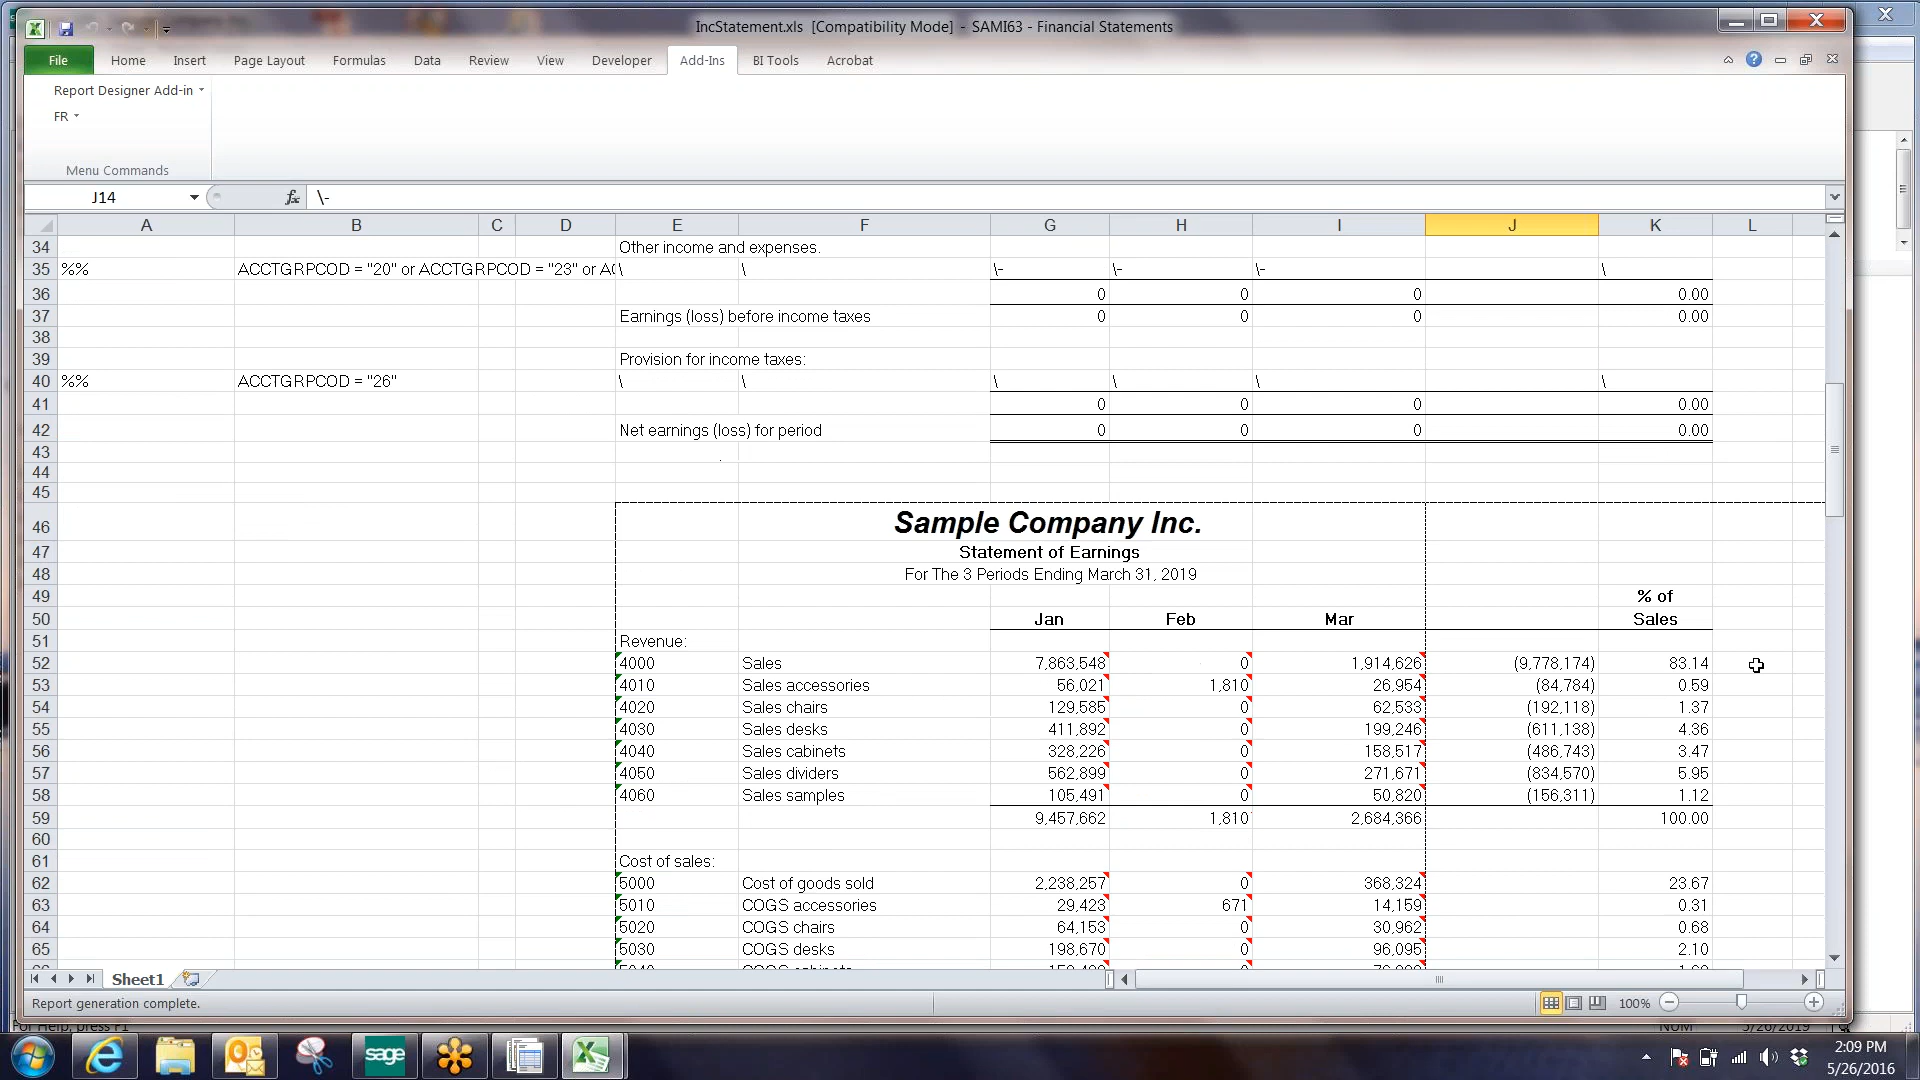 IncStatement.xls [Compatibility Mode] - SAMI63 - Financial Statements
File Home Insert Page Layout Formulas Data Review View Developer Add-Ins BI Tools Acrobat
Report Designer Add-in
FR
Menu Commands
J14 fx \-
A B C D E F G H I J K L
34 Other income and expenses.
35 %% ACCTGRPCOD = "20" or ACCTGRPCOD = "23" or AC \ \ \- \- \- \
36 0 0 0 0.00
37 Earnings (loss) before income taxes 0 0 0 0.00
38
39 Provision for income taxes:
40 %% ACCTGRPCOD = "26" \ \ \ \ \ \
41 0 0 0 0.00
42 Net earnings (loss) for period 0 0 0 0.00
43
44
45
46 Sample Company Inc.
47 Statement of Earnings
48 For The 3 Periods Ending March 31, 2019
49 % of
50 Jan Feb Mar Sales
51 Revenue:
52 4000 Sales 7,863,548 0 1,914,626 (9,778,174) 83.14
53 4010 Sales accessories 56,021 1,810 26,954 (84,784) 0.59
54 4020 Sales chairs 129,585 0 62,533 (192,118) 1.37
55 4030 Sales desks 411,892 0 199,246 (611,138) 4.36
56 4040 Sales cabinets 328,226 0 158,517 (486,743) 3.47
57 4050 Sales dividers 562,899 0 271,671 (834,570) 5.95
58 4060 Sales samples 105,491 0 50,820 (156,311) 1.12
59 9,457,662 1,810 2,684,366 100.00
60
61 Cost of sales:
62 5000 Cost of goods sold 2,238,257 0 368,324 23.67
63 5010 COGS accessories 29,423 671 14,159 0.31
64 5020 COGS chairs 64,153 0 30,962 0.68
65 5030 COGS desks 198,670 0 96,095 2.10
Sheet1
Report generation complete. 100%
For Help, press F1 NUM 5/26/2019
sage
2:09 PM
5/26/2016